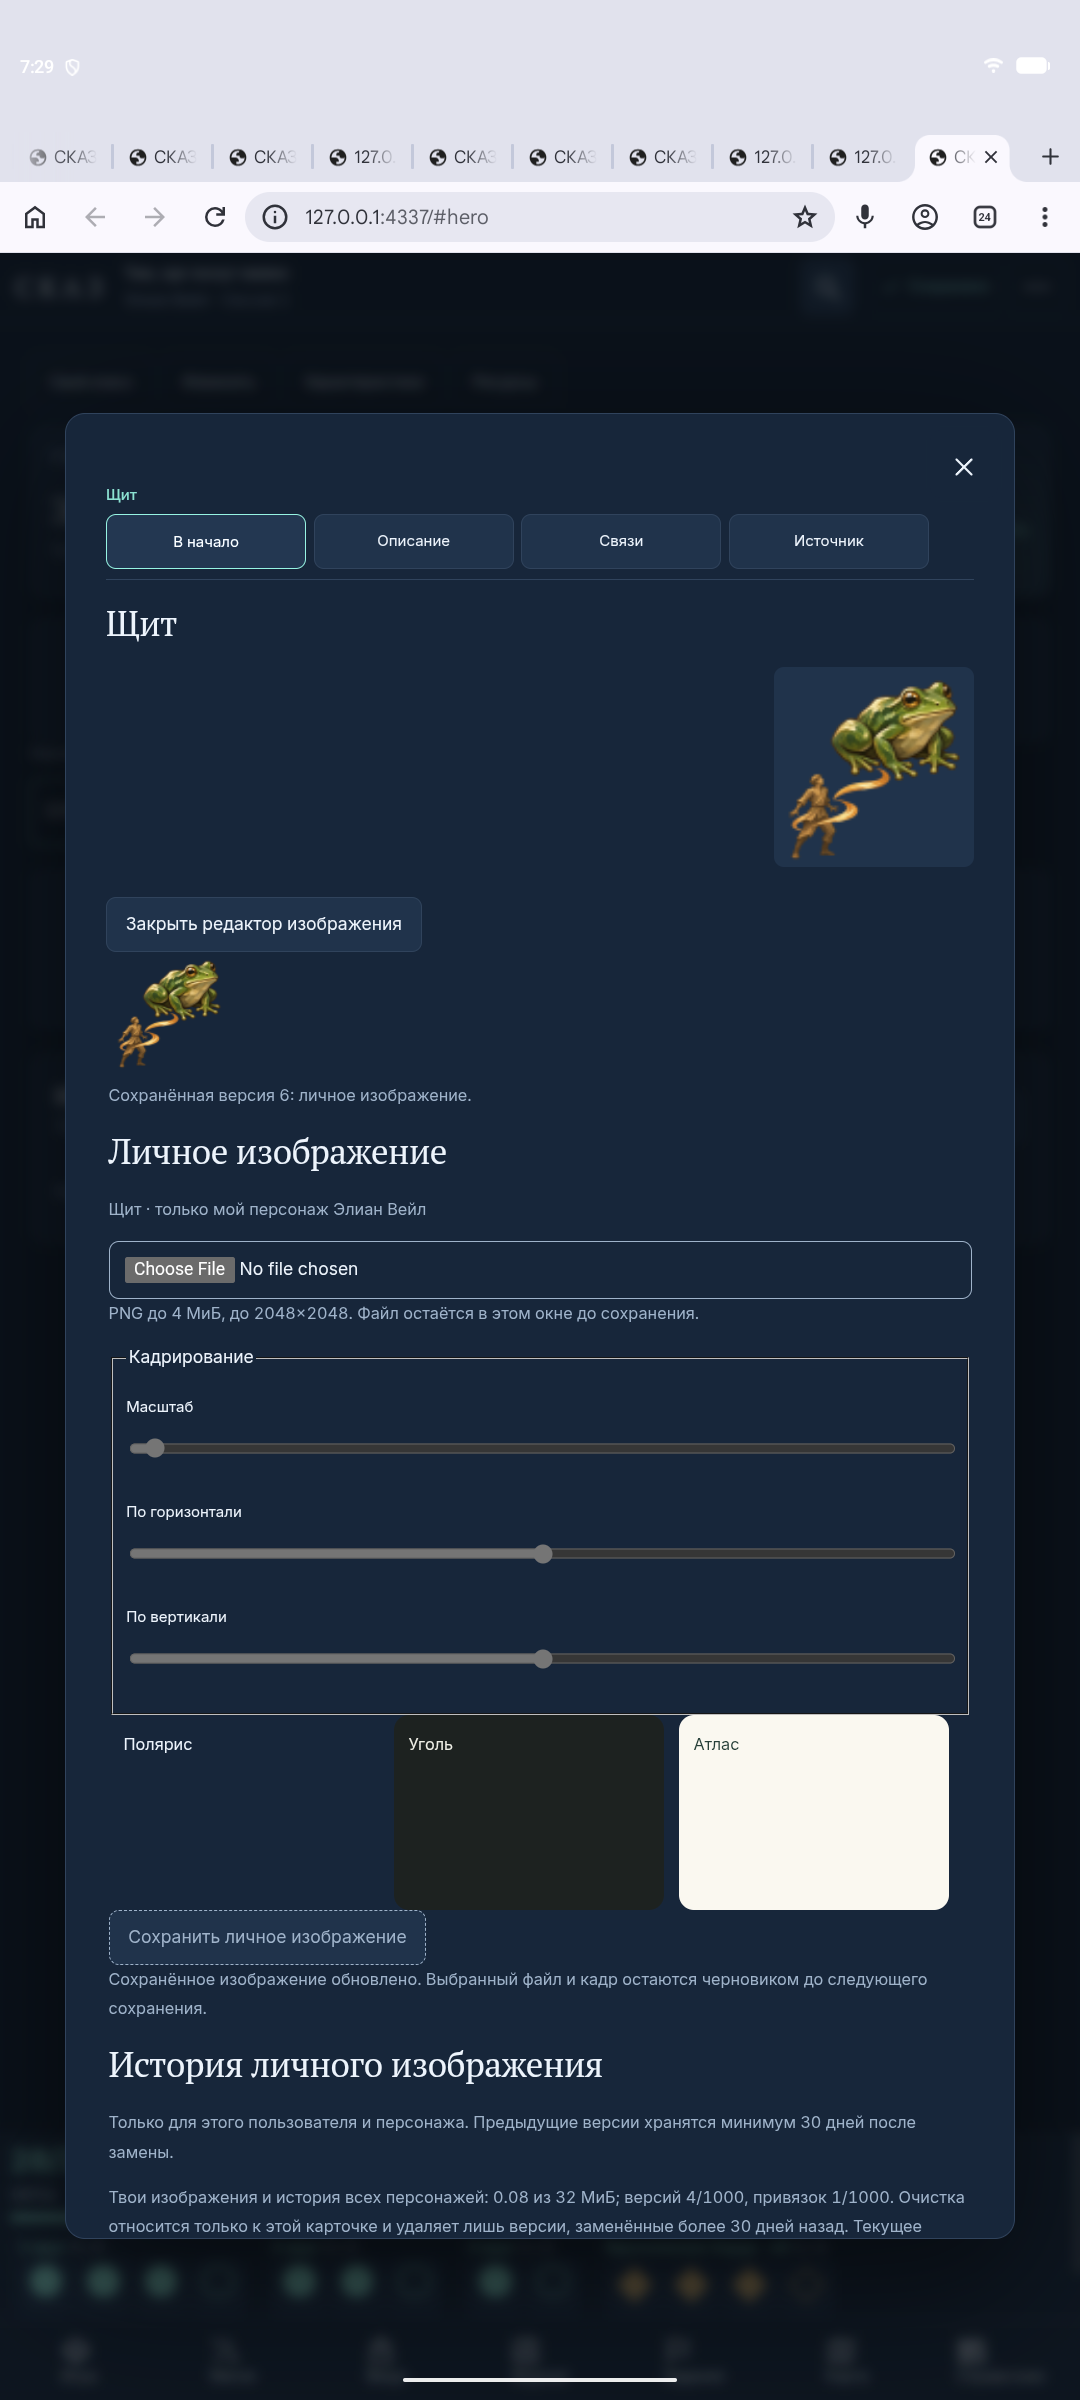 7:29
СКАЗ
СКАЗ
СКАЗ
127.0.
СКАЗ
СКАЗ
СКАЗ
127.0.
127.0.
СК
127.0.0.1:4337/#hero
24
СКАЗ
Щит
В начало
Описание
Связи
Источник
Щит
Закрыть редактор изображения
Сохранённая версия 6: личное изображение.
Личное изображение
Щит · только мой персонаж Элиан Вейл
Choose File No file chosen
PNG до 4 МиБ, до 2048×2048. Файл остаётся в этом окне до сохранения.
Кадрирование
Масштаб
По горизонтали
По вертикали
Полярис
Уголь
Атлас
Сохранить личное изображение
Сохранённое изображение обновлено. Выбранный файл и кадр остаются черновиком до следующего
сохранения.
История личного изображения
Только для этого пользователя и персонажа. Предыдущие версии хранятся минимум 30 дней после
замены.
Твои изображения и история всех персонажей: 0.08 из 32 МиБ; версий 4/1000, привязок 1/1000. Очистка
относится только к этой карточке и удаляет лишь версии, заменённые более 30 дней назад. Текущее